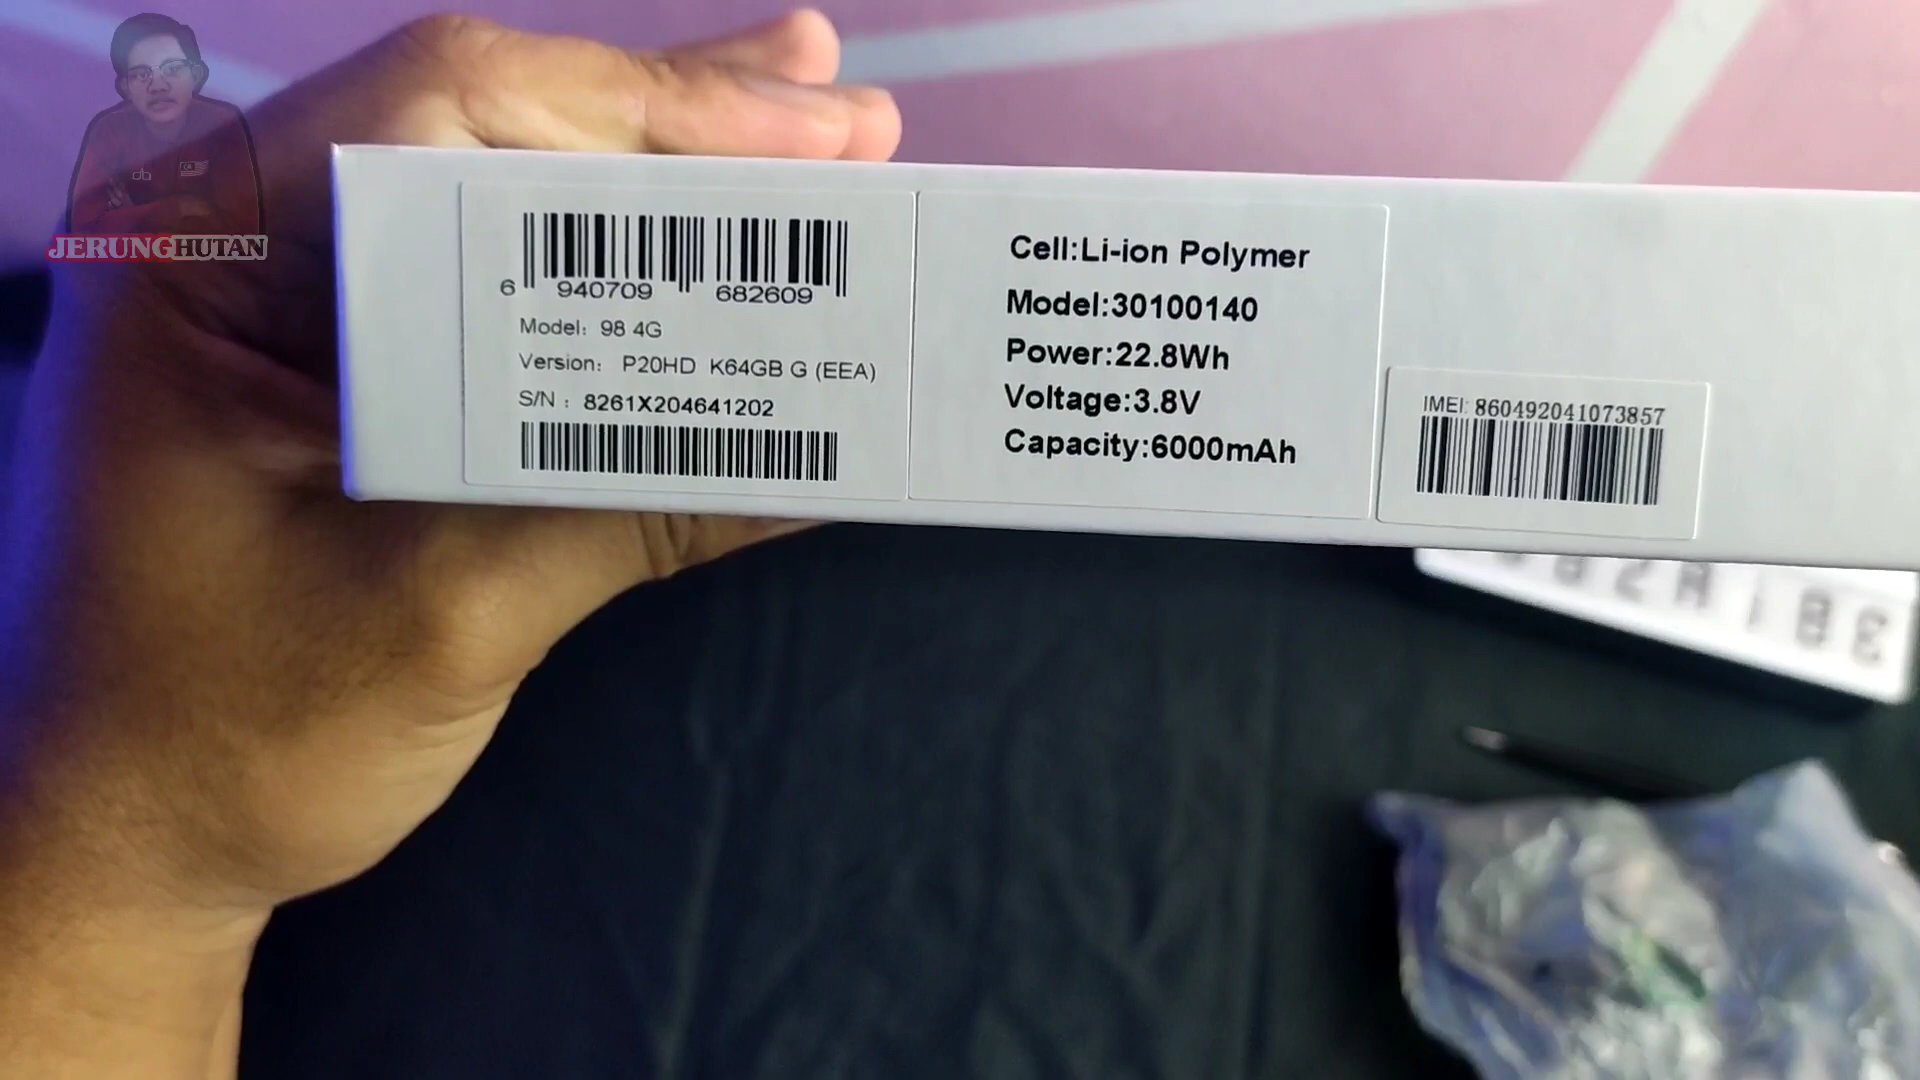 JERUNGHUTAN
6 940709 682609
Model: 98 4G
Version: P20HD K64GB G (EEA)
S/N : 8261X204641202
Cell:Li-ion Polymer
Model:30100140
Power:22.8Wh
Voltage:3.8V
Capacity:6000mAh
IMEI: 860492041073857